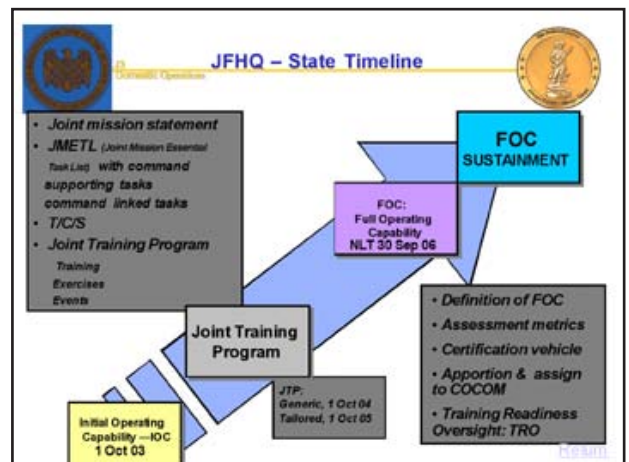 JFHQ – State Timeline
Domestic Operations
• Joint mission statement
• JMETL (Joint Mission Essential
Task List) with command
supporting tasks
command linked tasks
• T/C/S
• Joint Training Program
Training
Exercises
Events
FOC
SUSTAINMENT
FOC:
Full Operating
Capability
NLT 30 Sep 06
Joint Training
Program
JTP:
Generic, 1 Oct 04
Tailored, 1 Oct 05
Initial Operating
Capability —IOC
1 Oct 03
• Definition of FOC
• Assessment metrics
• Certification vehicle
• Apportion & assign
to COCOM
• Training Readiness
Oversight: TRO
Return